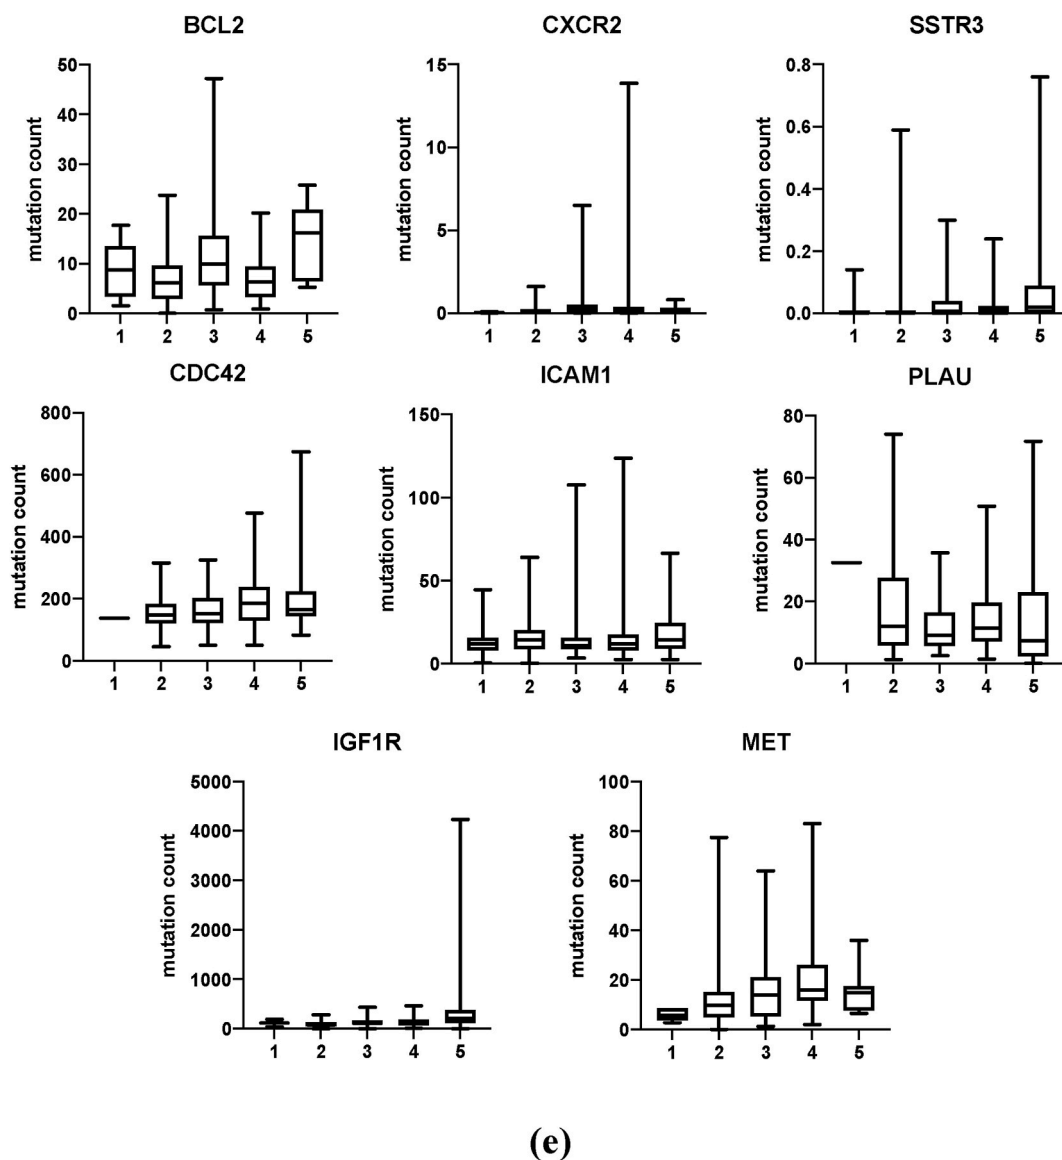 BCL2 CXCR2 SSTR3
mutation count
50
40
30
20
10
0
1 2 3 4 5
mutation count
15
10
5
0
1 2 3 4 5
mutation count
0.8
0.6
0.4
0.2
0.0
1 2 3 4 5
CDC42 ICAM1 PLAU
mutation count
800
600
400
200
0
1 2 3 4 5
mutation count
150
100
50
0
1 2 3 4 5
mutation count
80
60
40
20
0
1 2 3 4 5
IGF1R MET
mutation count
5000
4000
3000
2000
1000
0
1 2 3 4 5
mutation count
100
80
60
40
20
0
1 2 3 4 5
(e)